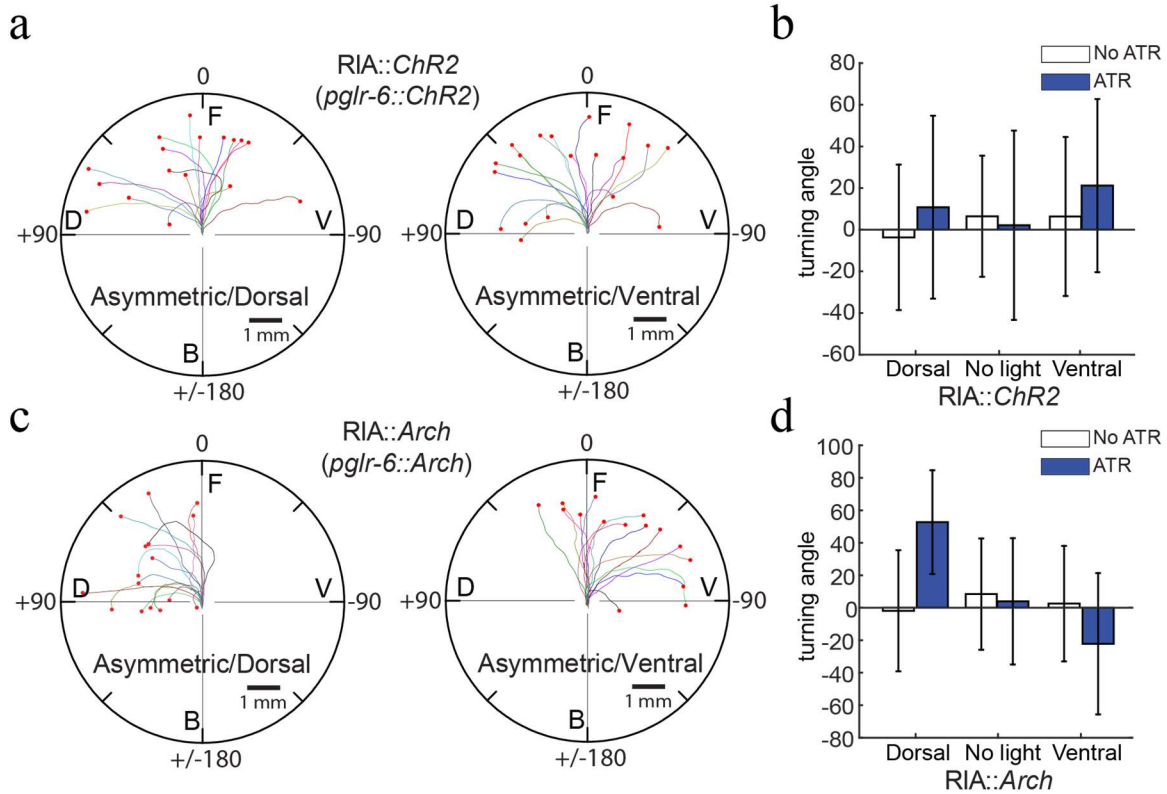 a
RIA::ChR2
(pglr-6::ChR2)
0
F
D
V
+90
-90
Asymmetric/Dorsal
1 mm
B
+/-180
0
F
D
V
+90
-90
Asymmetric/Ventral
1 mm
B
+/-180
b
No ATR
ATR
turning angle
80
60
40
20
0
-20
-40
-60
Dorsal No light Ventral
RIA::ChR2
c
RIA::Arch
(pglr-6::Arch)
0
F
D
V
+90
-90
Asymmetric/Dorsal
1 mm
B
+/-180
0
F
D
V
+90
-90
Asymmetric/Ventral
1 mm
B
+/-180
d
No ATR
ATR
turning angle
100
80
60
40
20
0
-20
-40
-60
-80
Dorsal No light Ventral
RIA::Arch